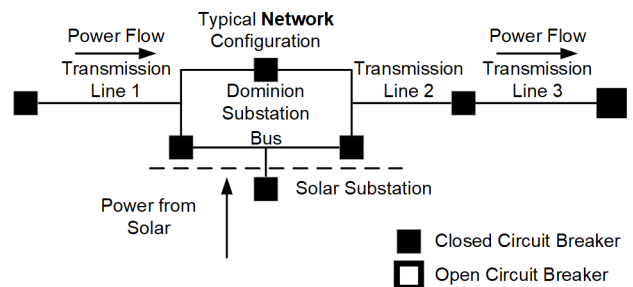 Typical Network
Configuration
Power Flow
Power Flow
Transmission
Line 1
Dominion
Substation
Bus
Transmission
Line 2
Transmission
Line 3
Solar Substation
Power from
Solar
Closed Circuit Breaker
Open Circuit Breaker